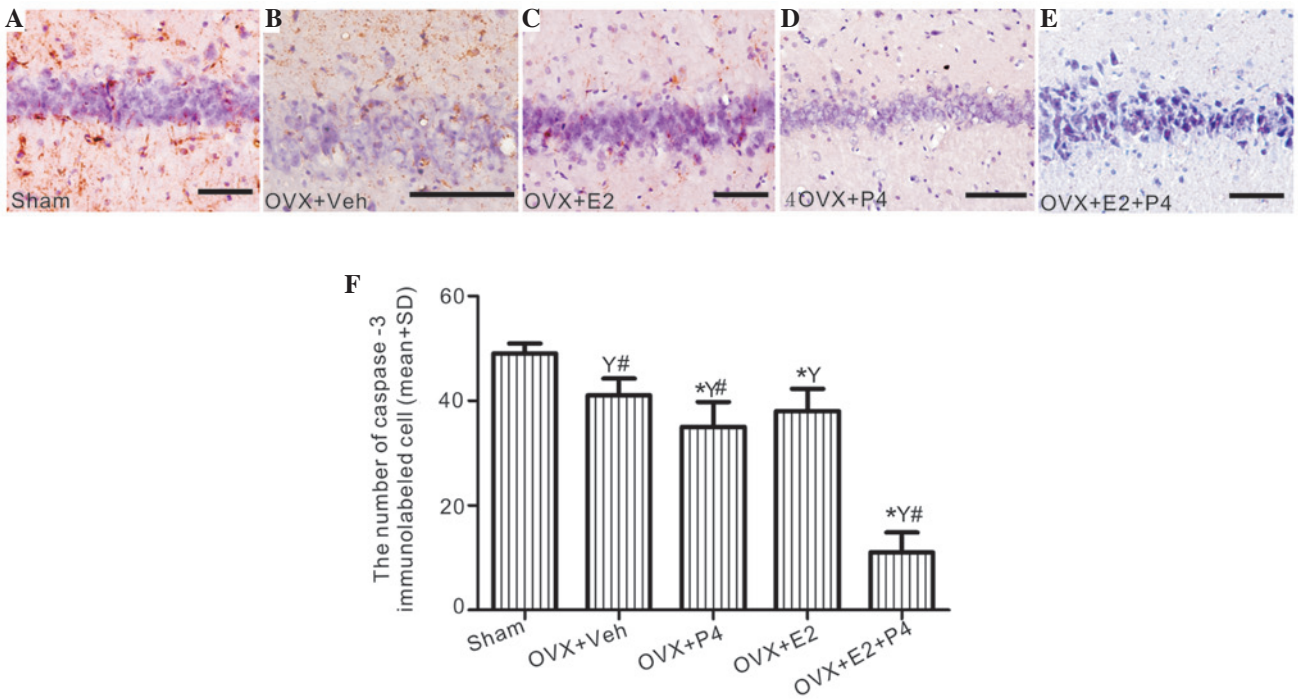 A
B
C
D
E
Sham
OVX+Veh
OVX+E2
4OVX+P4
OVX+E2+P4
F
The number of caspase -3
immunolabeled cell (mean+SD)
60
40
20
0
Y#
*Y#
*Y
*Y#
Sham
OVX+Veh
OVX+P4
OVX+E2
OVX+E2+P4